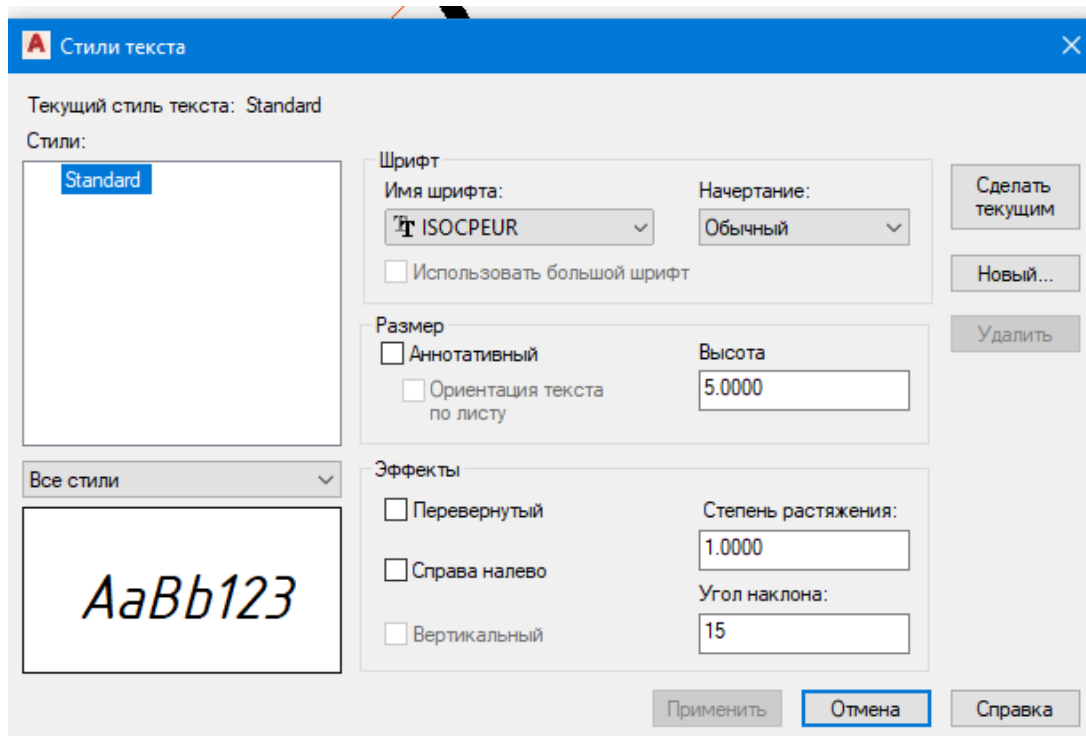 A Стили текста
Текущий стиль текста: Standard
Стили:
Standard
Все стили
AaBb123
Шрифт
Имя шрифта:
Начертание:
ISOCPEUR
Обычный
Использовать большой шрифт
Размер
Аннотативный
Ориентация текста
по листу
Высота
5.0000
Эффекты
Перевернутый
Справа налево
Вертикальный
Степень растяжения:
1.0000
Угол наклона:
15
Сделать
текущим
Новый...
Удалить
Применить
Отмена
Справка